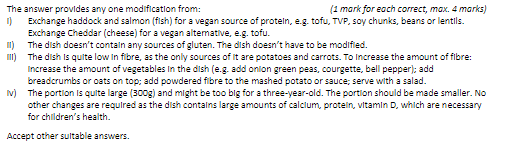 The answer provides any one modification from: (1 mark for each correct, max. 4 marks)
I) Exchange haddock and salmon (fish) for a vegan source of protein, e.g. tofu, TVP, soy chunks, beans or lentils.
Exchange Cheddar (cheese) for a vegan alternative, e.g. tofu.
II) The dish doesn't contain any sources of gluten. The dish doesn't have to be modified.
III) The dish is quite low in fibre, as the only sources of it are potatoes and carrots. To increase the amount of fibre:
increase the amount of vegetables in the dish (e.g. add onion green peas, courgette, bell pepper); add
breadcrumbs or oats on top; add powdered fibre to the mashed potato or sauce; serve with a salad.
iv) The portion is quite large (300g) and might be too big for a three-year-old. The portion should be made smaller. No
other changes are required as the dish contains large amounts of calcium, protein, vitamin D, which are necessary
for children's health.
Accept other suitable answers.